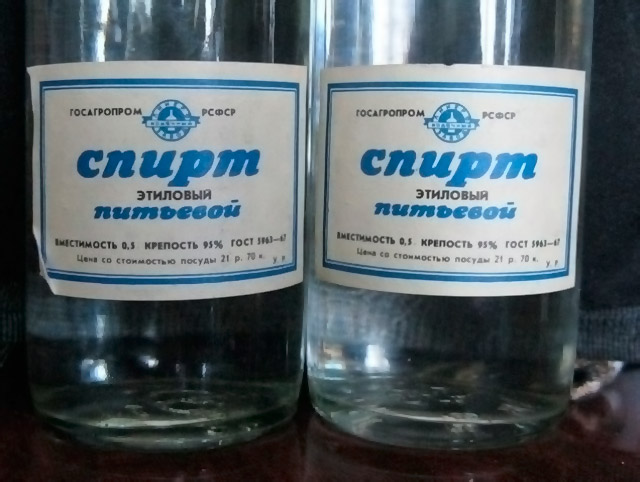 ГОСАГРОПРОМ РСФСР
спирт
ЭТИЛОВЫЙ
питьевой
ВМЕСТИМОСТЬ 0,5 КРЕПОСТЬ 95% ГОСТ 5963—67
Цена со стоимостью посуды 21 р. 70 к. У. Р.
ГОСАГРОПРОМ РСФСР
спирт
ЭТИЛОВЫЙ
питьевой
ВМЕСТИМОСТЬ 0,5 КРЕПОСТЬ 95% ГОСТ 5963—67
Цена со стоимостью посуды 21 р. 70 к. У. Р.